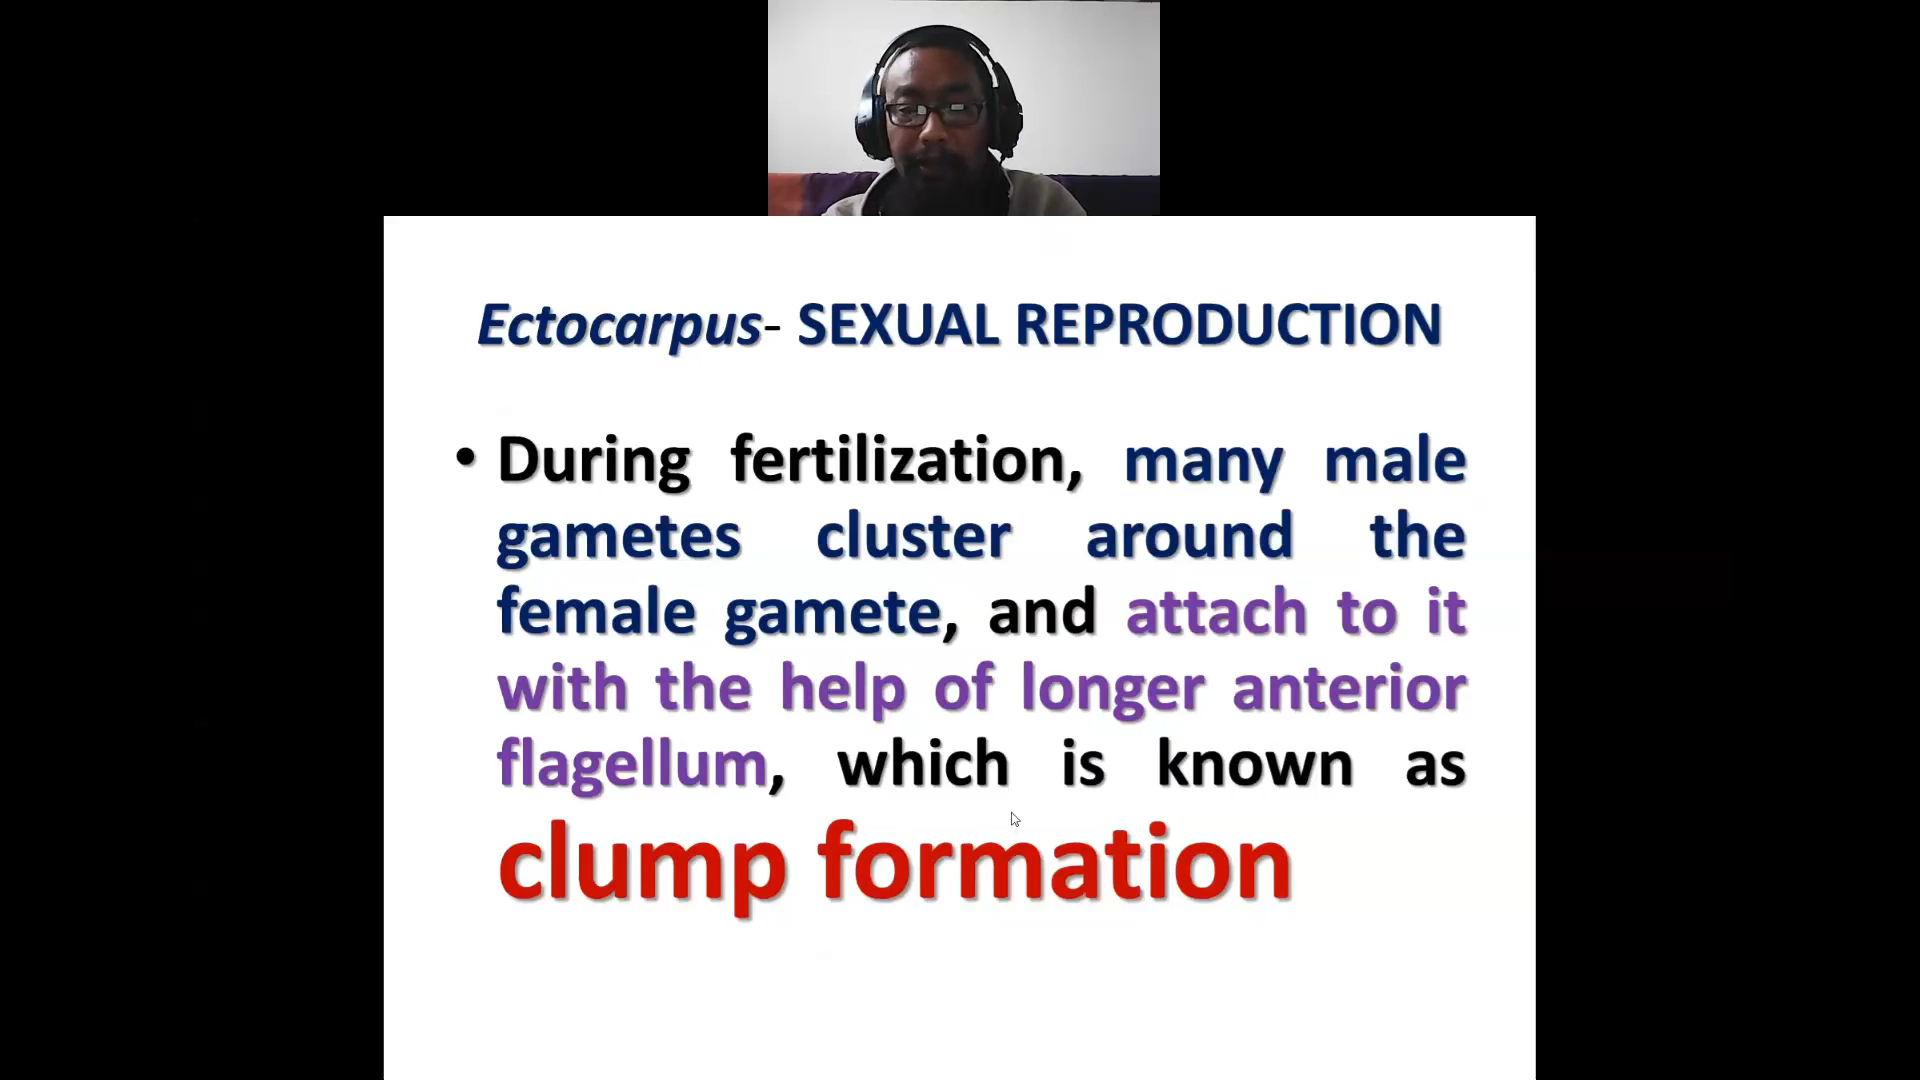 Ectocarpus- SEXUAL REPRODUCTION
• During fertilization, many male
gametes cluster around the
female gamete, and attach to it
with the help of longer anterior
flagellum, which is known as
clump formation